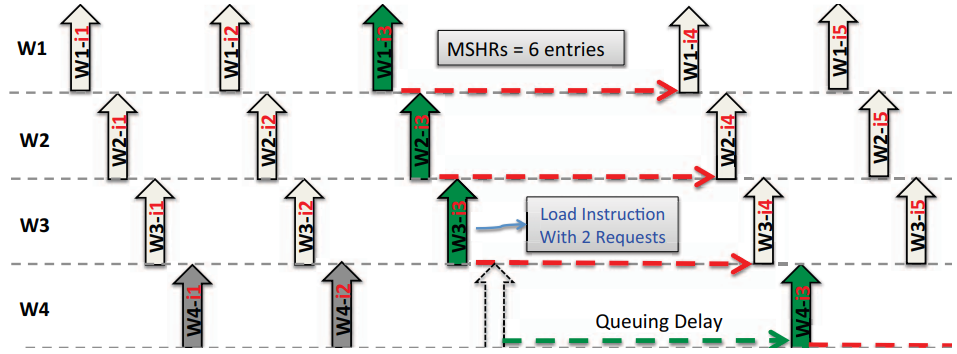 W1
W1-i1
W1-i2
W1-i3
MSHRs = 6 entries
W1-i4
W1-i5
W2
W2-i1
W2-i2
W2-i3
W2-i4
W2-i5
W3
W3-i1
W3-i2
W3-i3
Load Instruction
With 2 Requests
W3-i4
W3-i5
W4
W4-i1
W4-i2
Queuing Delay
W4-i3